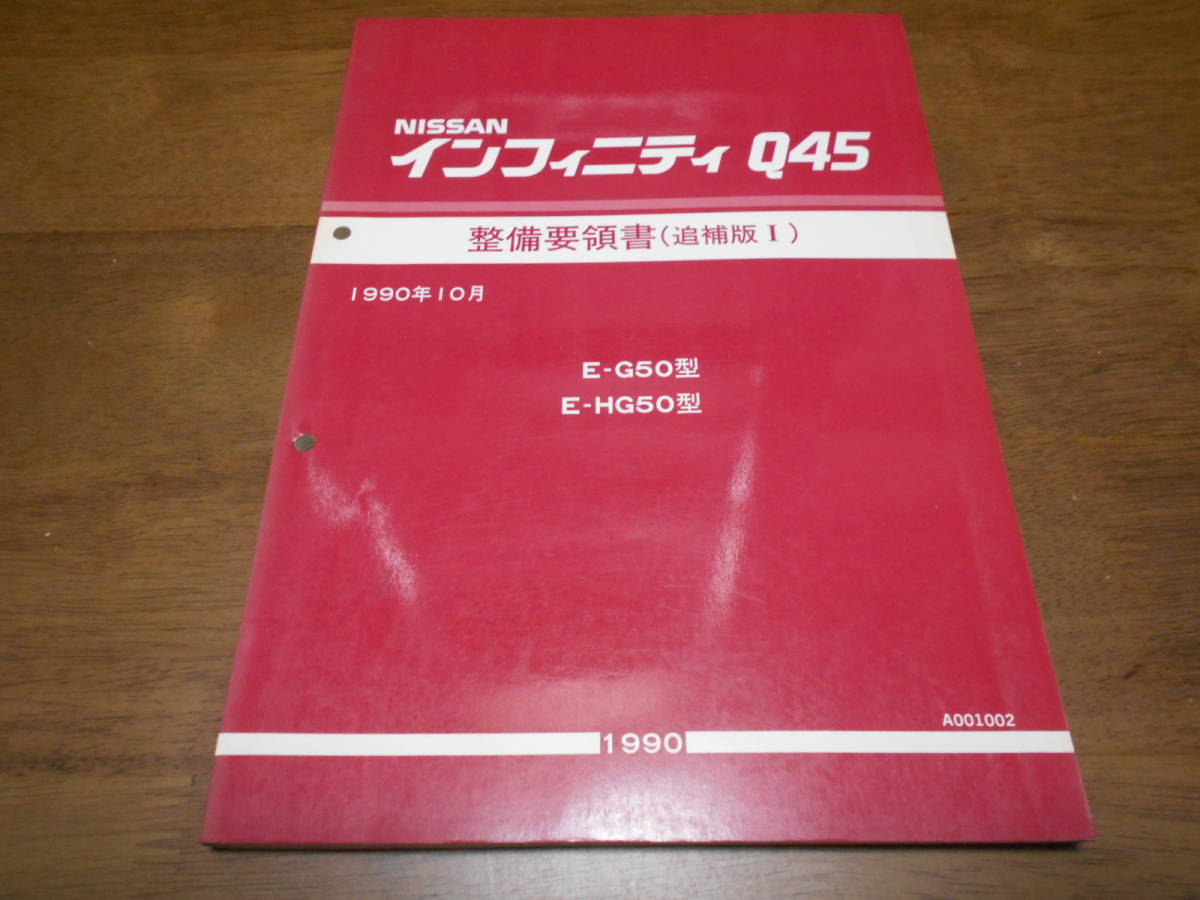 NISSAN
インフィニティ Q45
整備要領書(追補版 I)
1990年10月
E-G50型
E-HG50型
A001002
1990